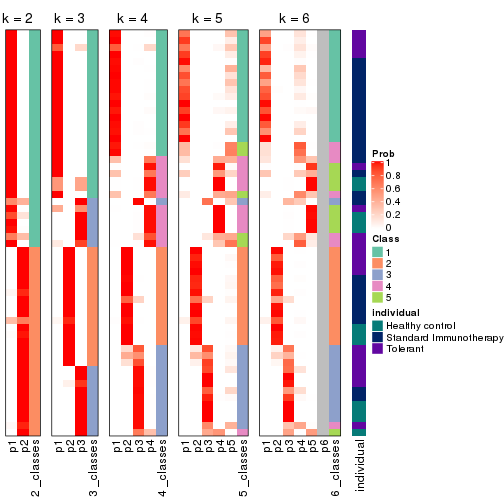 k = 2
k = 3
k = 4
k = 5
k = 6
Prob
1
0.8
0.6
0.4
0.2
0
Class
1
2
3
4
5
individual
Healthy control
Standard Immunotherapy
Tolerant
p1
p2
2_classes
p1
p2
p3
3_classes
p1
p2
p3
p4
4_classes
p1
p2
p3
p4
p5
5_classes
p1
p2
p3
p4
p5
p6
6_classes
individual